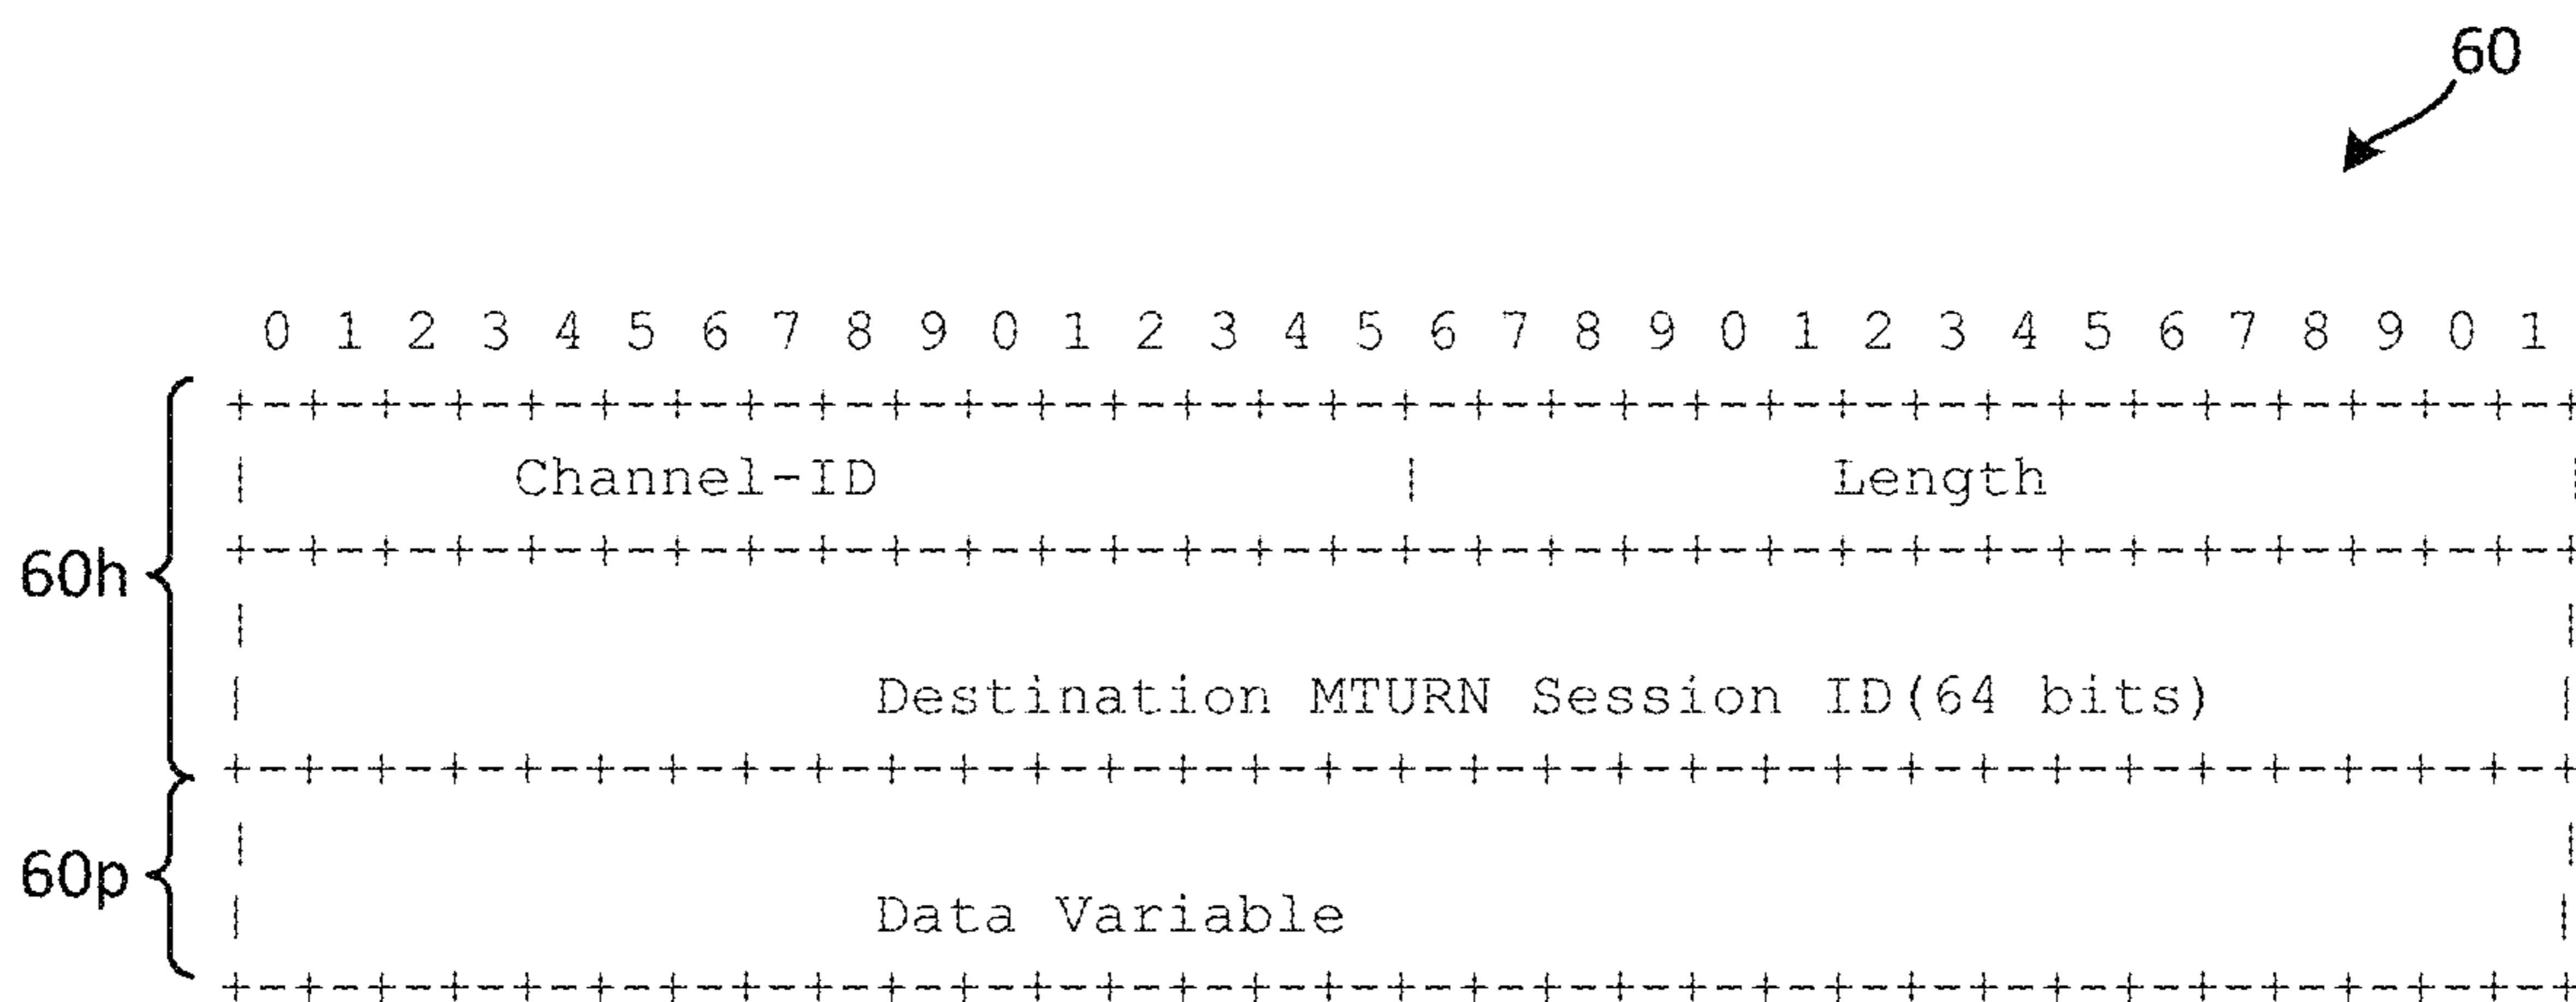 60
0 1 2 3 4 5 6 7 8 9 0 1 2 3 4 5 6 7 8 9 0 1 2 3 4 5 6 7 8 9 0 1
+-+-+-+-+-+-+-+-+-+-+-+-+-+-+-+-+-+-+-+-+-+-+-+-+-+-+-+-+-+-+-+-+
| Channel-ID | Length |
+-+-+-+-+-+-+-+-+-+-+-+-+-+-+-+-+-+-+-+-+-+-+-+-+-+-+-+-+-+-+-+-+
60h
| |
| Destination MTURN Session ID(64 bits) |
+-+-+-+-+-+-+-+-+-+-+-+-+-+-+-+-+-+-+-+-+-+-+-+-+-+-+-+-+-+-+-+-+
| |
60p
| Data Variable |
+-+-+-+-+-+-+-+-+-+-+-+-+-+-+-+-+-+-+-+-+-+-+-+-+-+-+-+-+-+-+-+-+